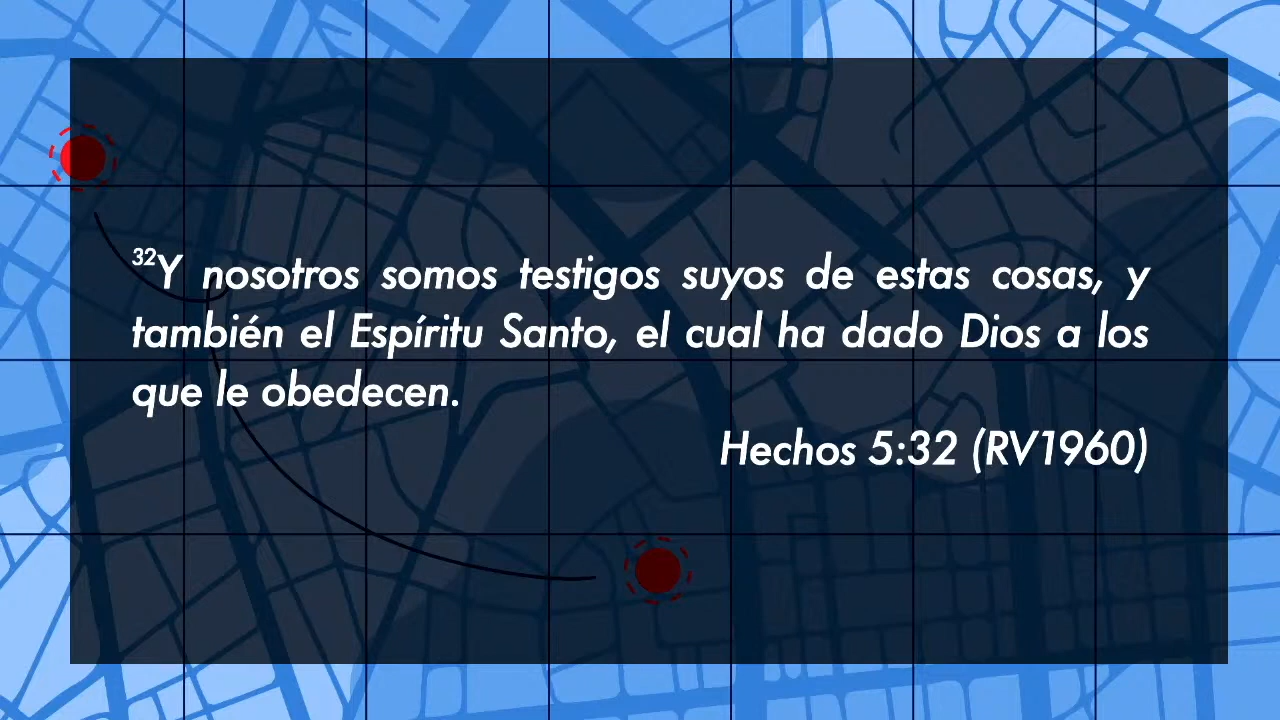 32Y nosotros somos testigos suyos de estas cosas, y
también el Espíritu Santo, el cual ha dado Dios a los
que le obedecen.
Hechos 5:32 (RV1960)